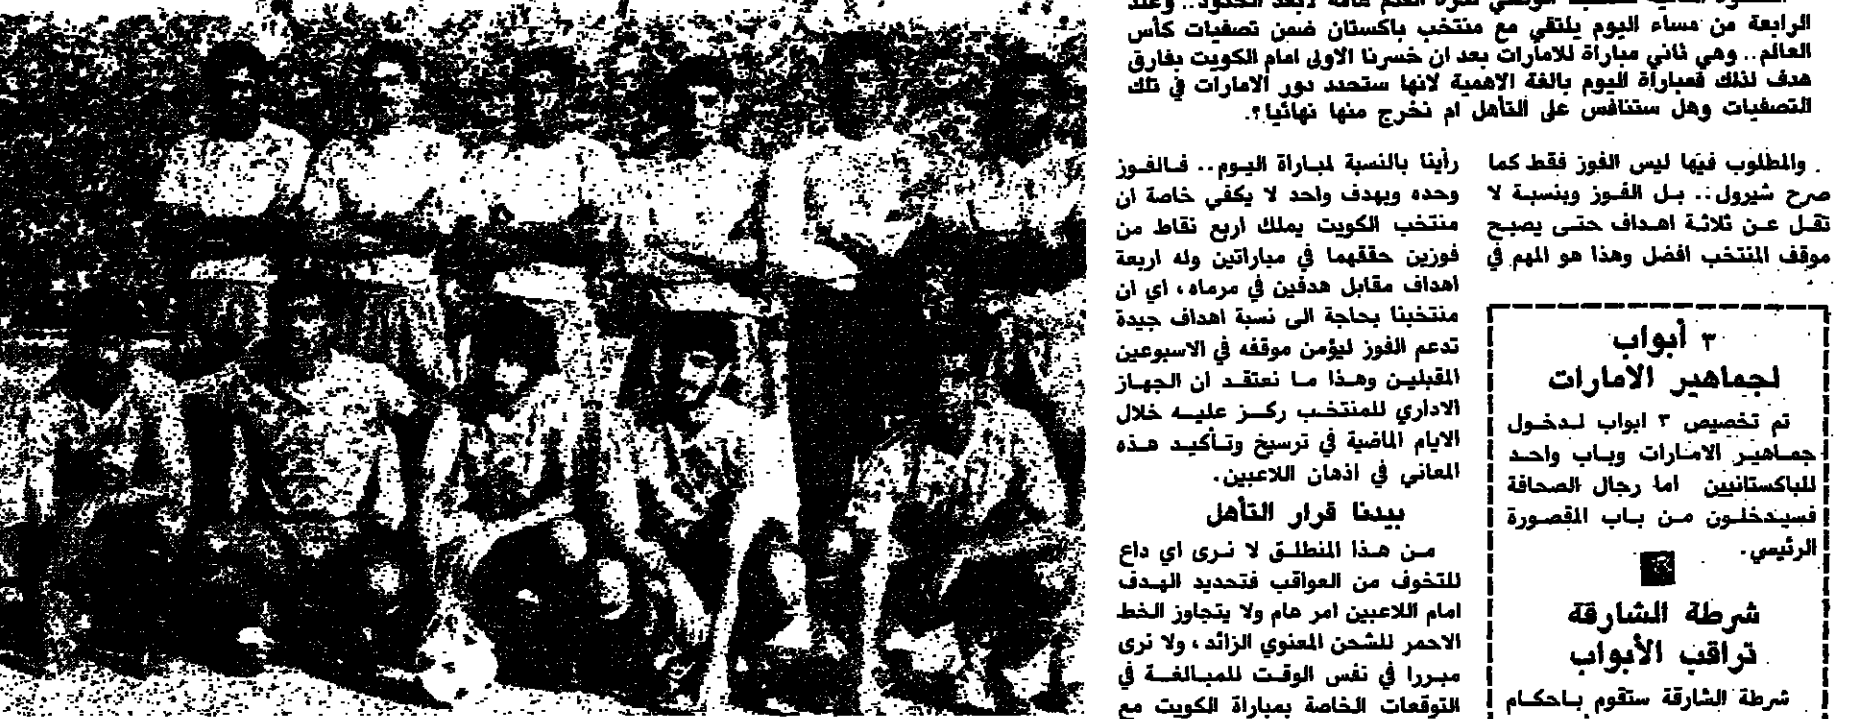 الرابعة من مساء اليوم يلتقي مع منتخب باكستان ضمن تصفيات كأس
العالم.. وهي ثاني مباراة للامارات بعد ان خسرنا الاولى امام الكويت بفارق
هدف لذلك فمباراة اليوم بالغة الاهمية لانها ستحدد دور الامارات في تلك
التصفيات وهل ستنافس على التأهل ام نخرج منها نهائيا؟.
والمطلوب فيها ليس الفوز فقط كما
صرح شيرول.. بل الفوز وبنسبة لا
تقل عن ثلاثة اهداف حتى يصبح
موقف المنتخب افضل وهذا هو المهم في
رأينا بالنسبة لمباراة اليوم.. فالفوز
وحده وبهدف واحد لا يكفي خاصة ان
منتخب الكويت يملك اربع نقاط من
فوزين حققهما في مباراتين وله اربعة
اهداف مقابل هدفين في مرماه، اي ان
منتخبنا بحاجة الى نسبة اهداف جيدة
تدعم الفوز ليؤمن موقفه في الاسبوعين
المقبلين وهذا ما نعتقد ان الجهاز
الاداري للمنتخب ركز عليه خلال
الايام الماضية في ترسيخ وتأكيد هذه
المعاني في اذهان اللاعبين.
بيدنا قرار التأهل
من هذا المنطلق لا نرى اي داع
للتخوف من العواقب فتحديد الهدف
امام اللاعبين امر هام ولا يتجاوز الخط
الاحمر للشحن المعنوي الزائد، ولا نرى
مبررا في نفس الوقت للمبالغة في
التوقعات الخاصة بمباراة الكويت مع
٣ أبواب
لجماهير الامارات
تم تخصيص ٣ ابواب لدخول
جماهير الامارات وباب واحد
للباكستانيين اما رجال الصحافة
فسيدخلون من باب المقصورة
الرئيسي.
شرطة الشارقة
تراقب الأبواب
شرطة الشارقة ستقوم باحكام